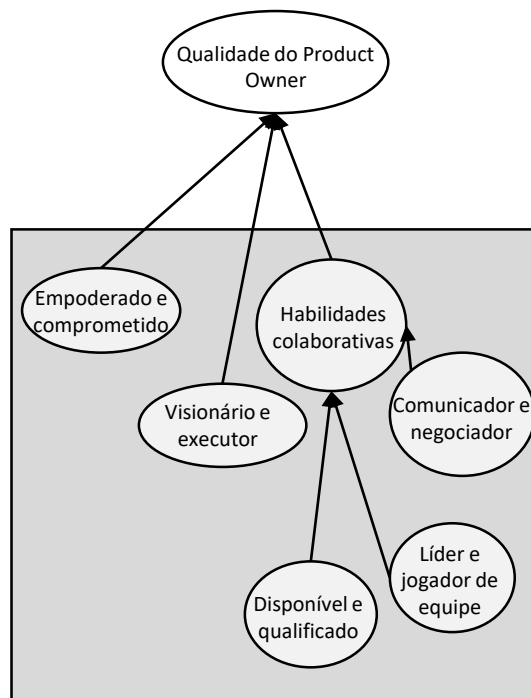 Qualidade do Product
Owner
Empoderado e
comprometido
Habilidades
colaborativas
Visionário e
executor
Comunicador e
negociador
Líder e
jogador de
equipe
Disponível e
qualificado